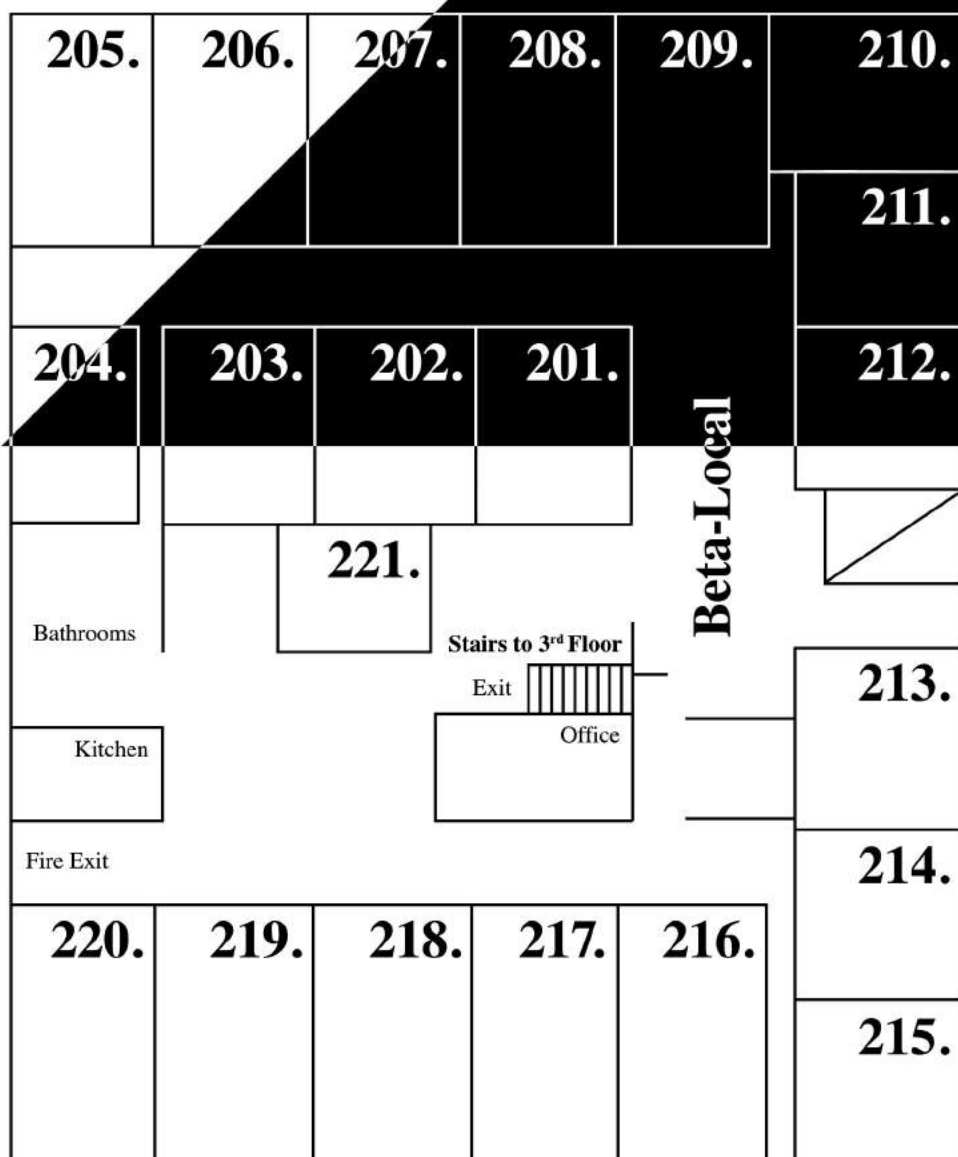 205. 206. 207. 208. 209. 210.
211.
204. 203. 202. 201. 212.
Beta-Local
221.
Bathrooms
Stairs to 3rd Floor
Exit
213.
Office
Kitchen
Fire Exit
214.
220. 219. 218. 217. 216.
215.